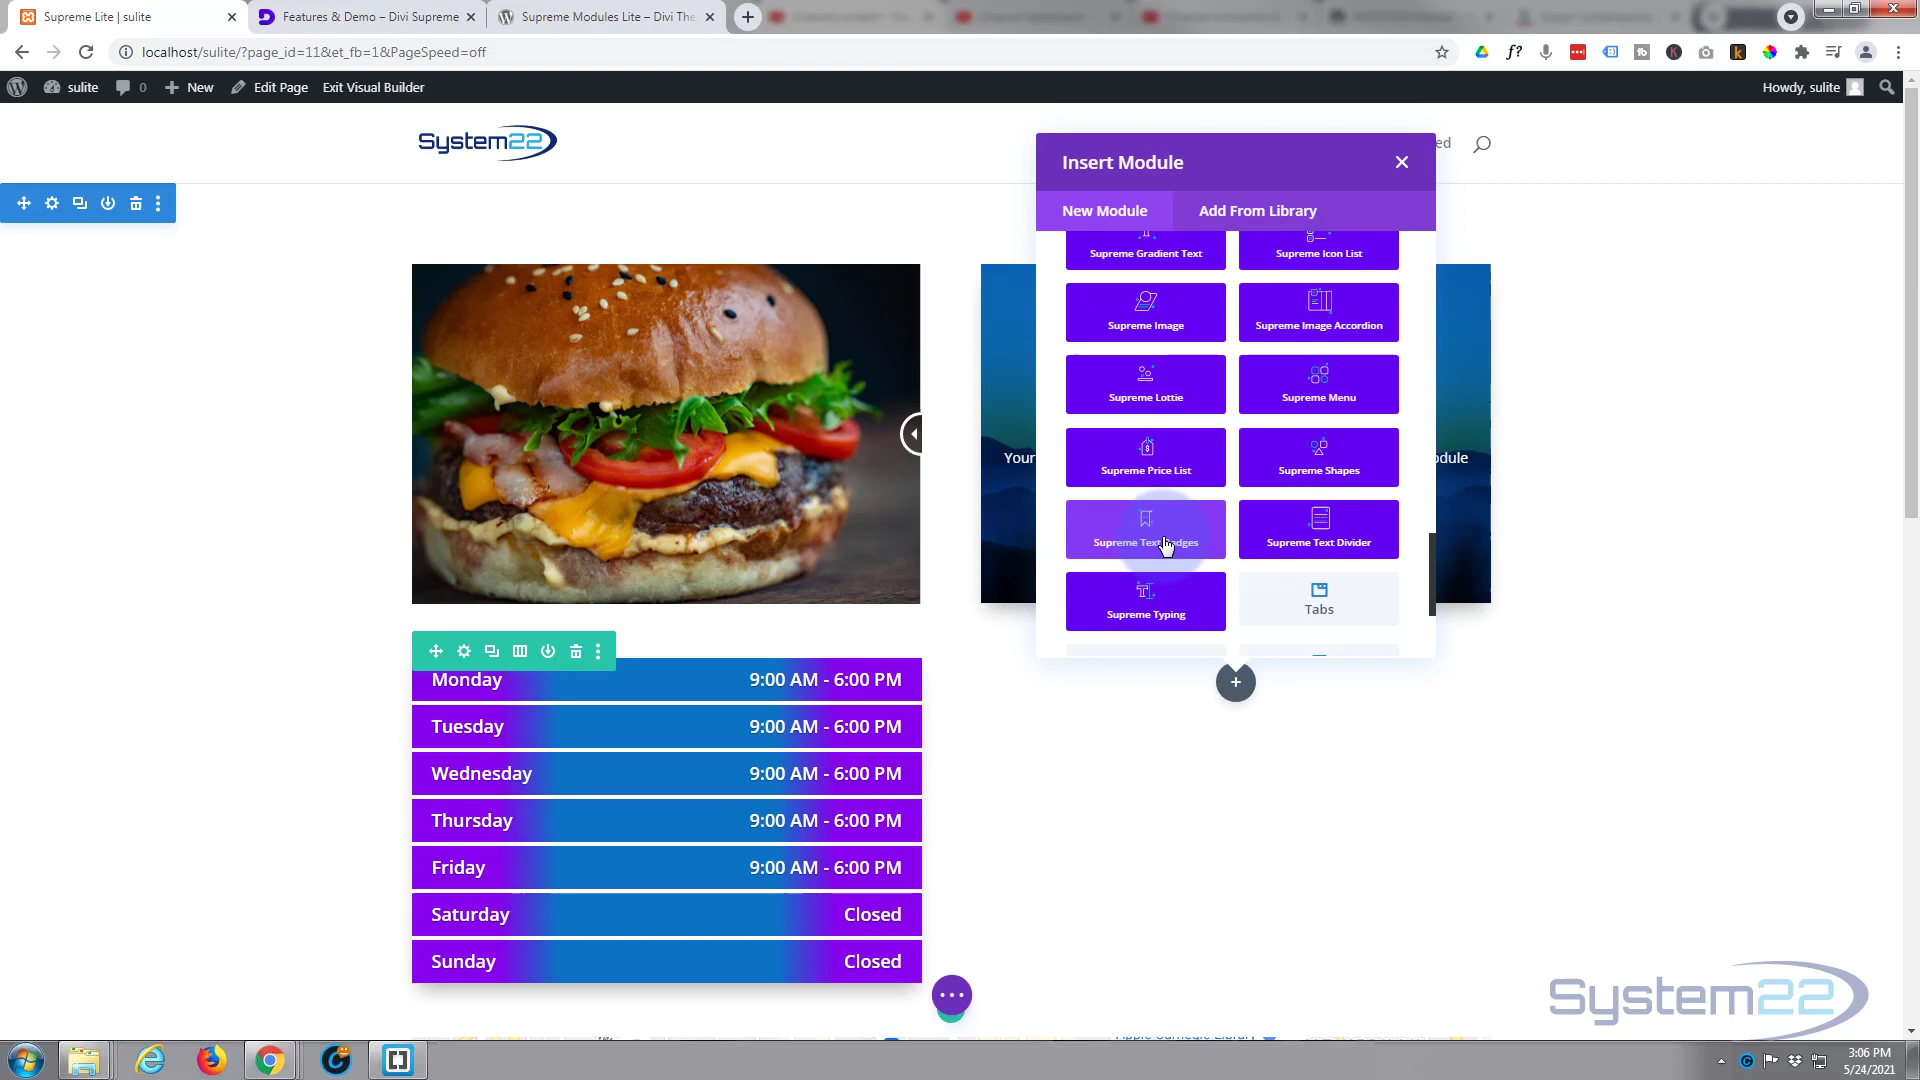 Supreme Lite | sulite
Features & Demo – Divi Supreme
Supreme Modules Lite – Divi The
localhost/sulite/?page_id=11&et_fb=1&PageSpeed=off
sulite
0
New
Edit Page
Exit Visual Builder
Howdy, sulite
System22
ed
Insert Module
New Module
Add From Library
Supreme Gradient Text
Supreme Icon List
Supreme Image
Supreme Image Accordion
Supreme Lottie
Supreme Menu
Supreme Price List
Supreme Shapes
Your
odule
Supreme Text Badges
Supreme Text Divider
Supreme Typing
Tabs
Monday 9:00 AM - 6:00 PM
Tuesday 9:00 AM - 6:00 PM
Wednesday 9:00 AM - 6:00 PM
Thursday 9:00 AM - 6:00 PM
Friday 9:00 AM - 6:00 PM
Saturday Closed
Sunday Closed
System22
3:06 PM
5/24/2021